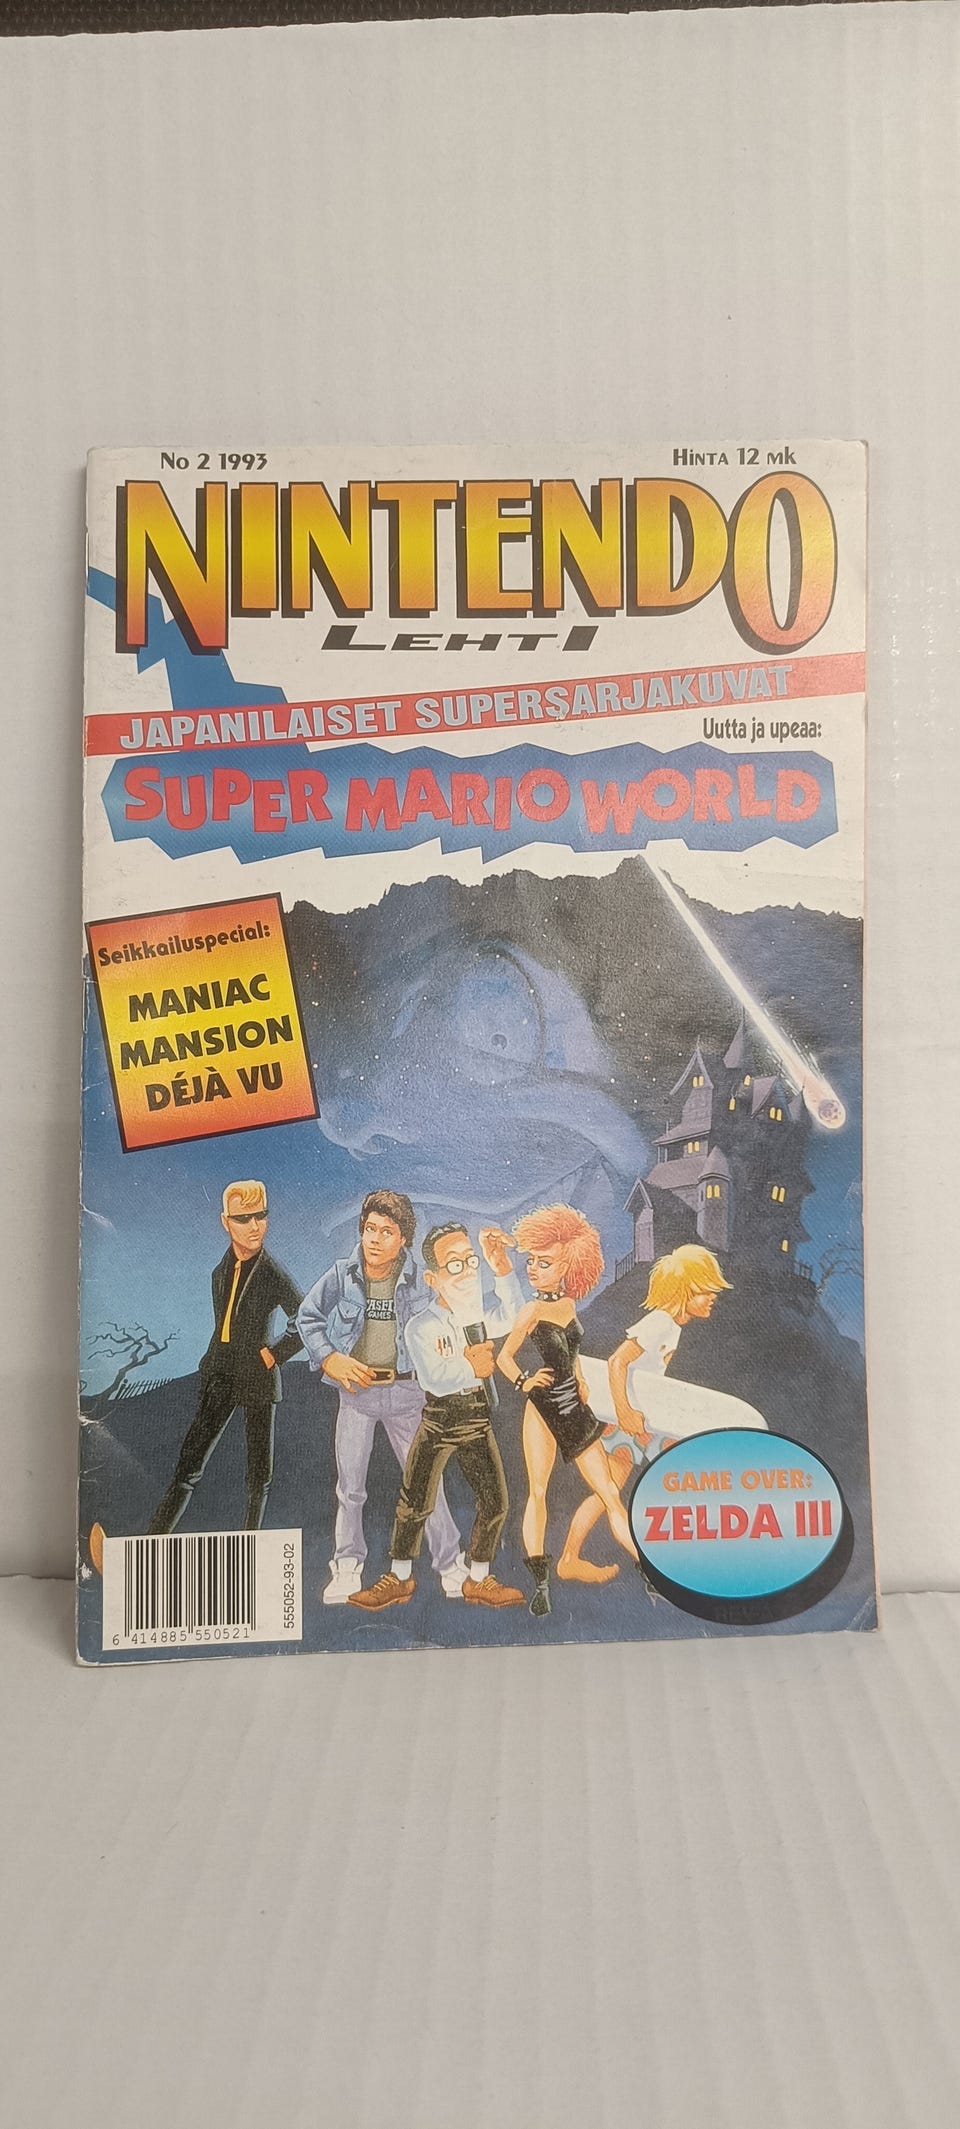 No 2 1993
HINTA 12 MK
NINTENDO
LEHTI
JAPANILAISET SUPERSARJAKUVAT
Uutta ja upeaa:
SUPER MARIO WORLD
Seikkailuspecial:
MANIAC
MANSION
DÉJÀ VU
GAMES
GAME OVER:
ZELDA III
555052-93-02
6 414885 550521